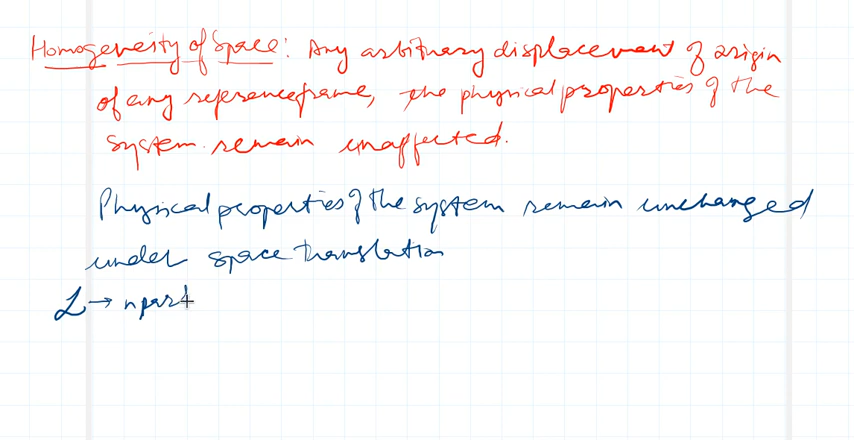 Homogeneity of Space: Any arbitrary displacement of origin
of any reference frame, the physical properties of the
system remain unaffected.
Physical properties of the system remain unchanged
under space translation
L → n part